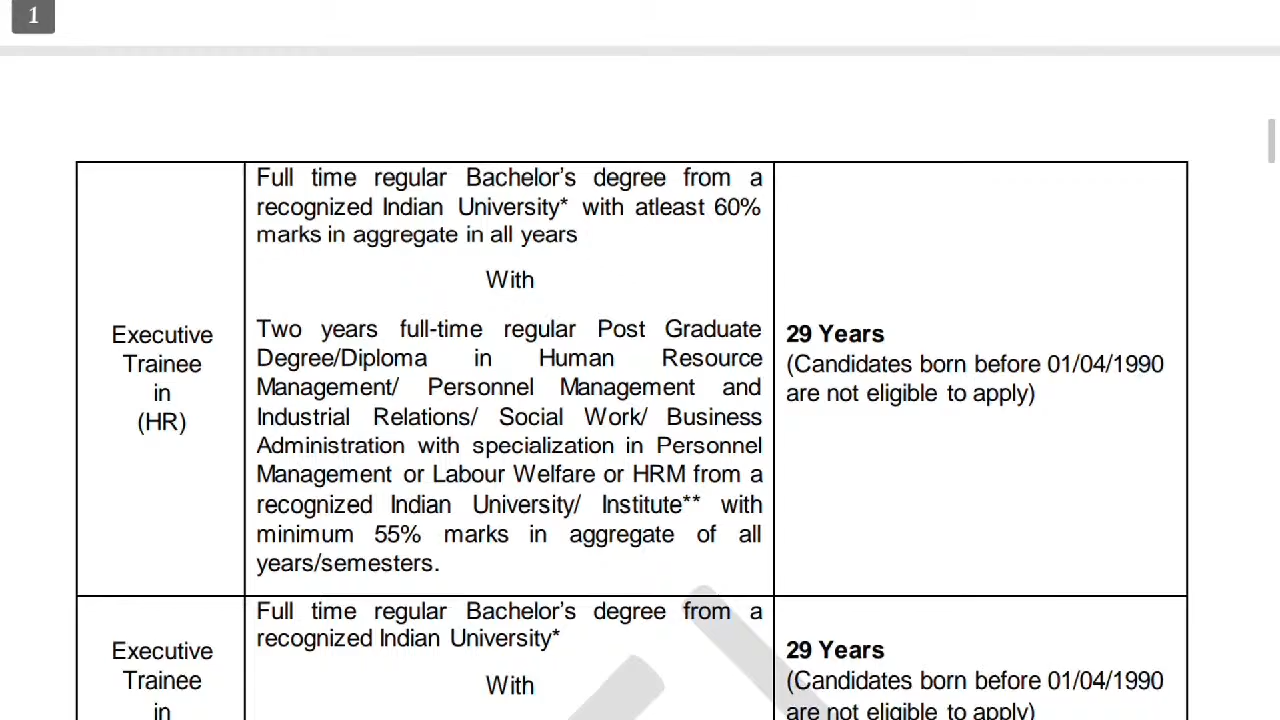 1
Full time regular Bachelor’s degree from a
recognized Indian University* with atleast 60%
marks in aggregate in all years
With
Executive
Trainee
in
(HR)
Two years full-time regular Post Graduate
Degree/Diploma in Human Resource
Management/ Personnel Management and
Industrial Relations/ Social Work/ Business
Administration with specialization in Personnel
Management or Labour Welfare or HRM from a
recognized Indian University/ Institute** with
minimum 55% marks in aggregate of all
years/semesters.
29 Years
(Candidates born before 01/04/1990
are not eligible to apply)
Executive
Trainee
in
Full time regular Bachelor’s degree from a
recognized Indian University*
With
29 Years
(Candidates born before 01/04/1990
are not eligible to apply)